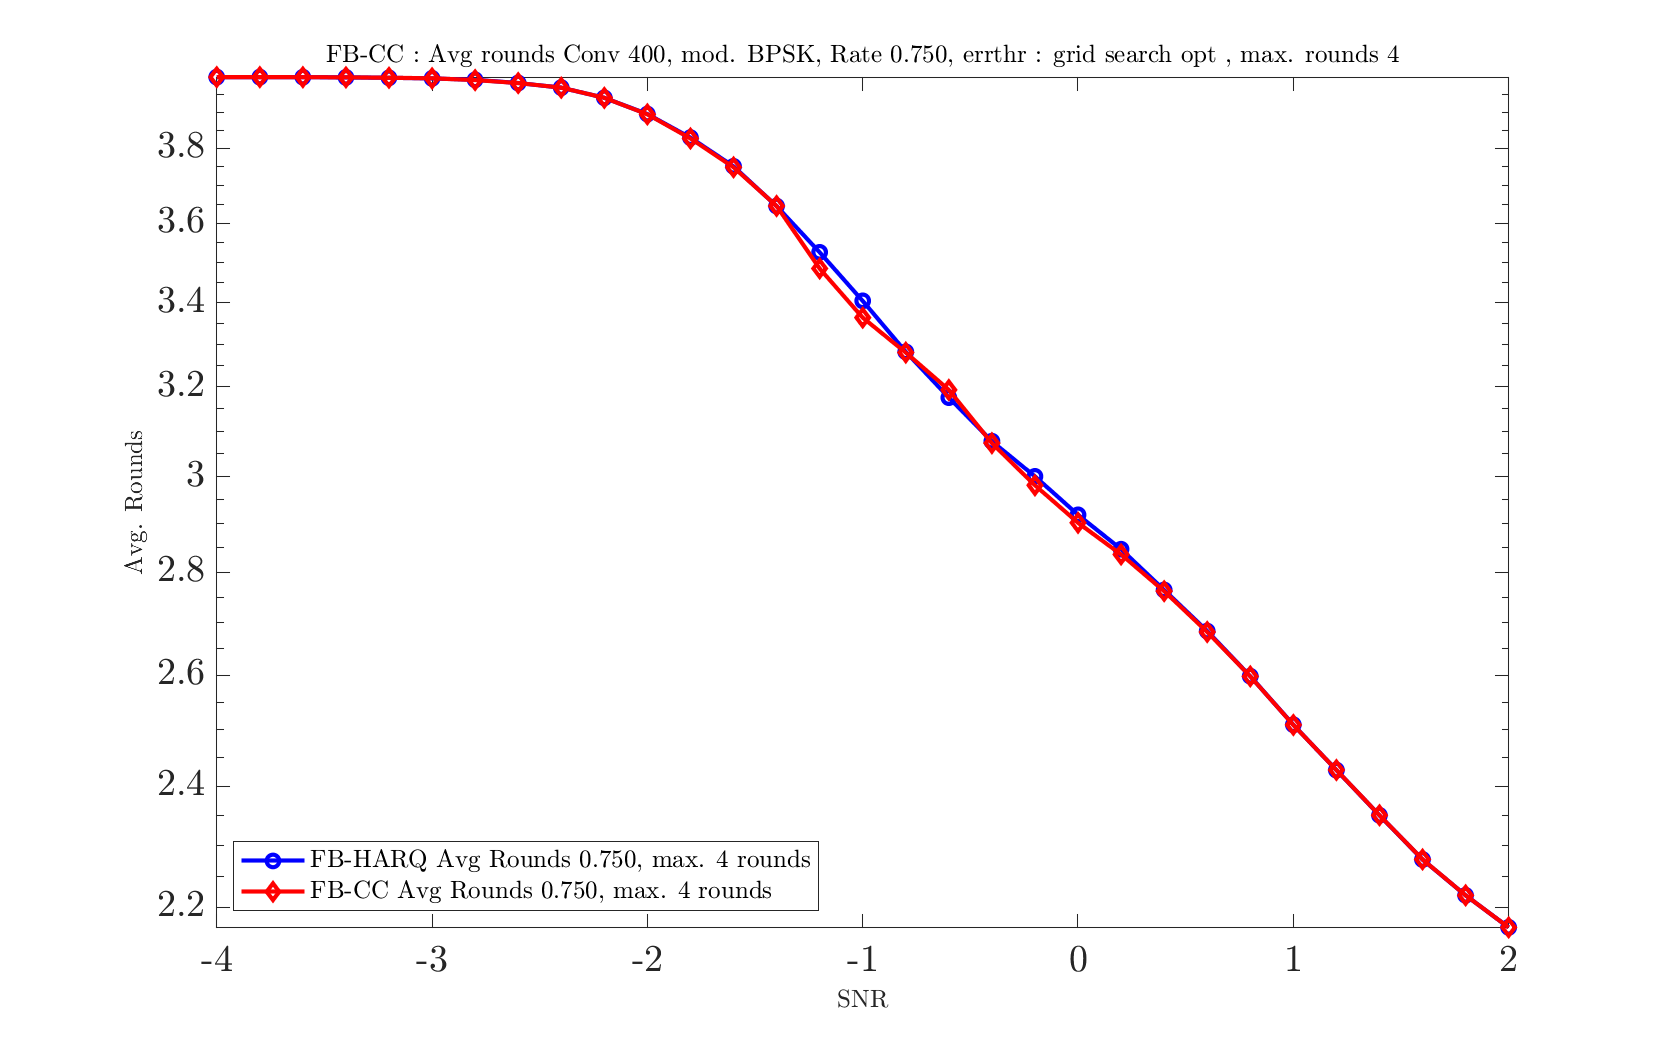 FB-CC : Avg rounds Conv 400, mod. BPSK, Rate 0.750, errthr : grid search opt , max. rounds 4
3.8
3.6
3.4
3.2
3
2.8
2.6
2.4
2.2
Avg. Rounds
FB-HARQ Avg Rounds 0.750, max. 4 rounds
FB-CC Avg Rounds 0.750, max. 4 rounds
-4 -3 -2 -1 0 1 2
SNR